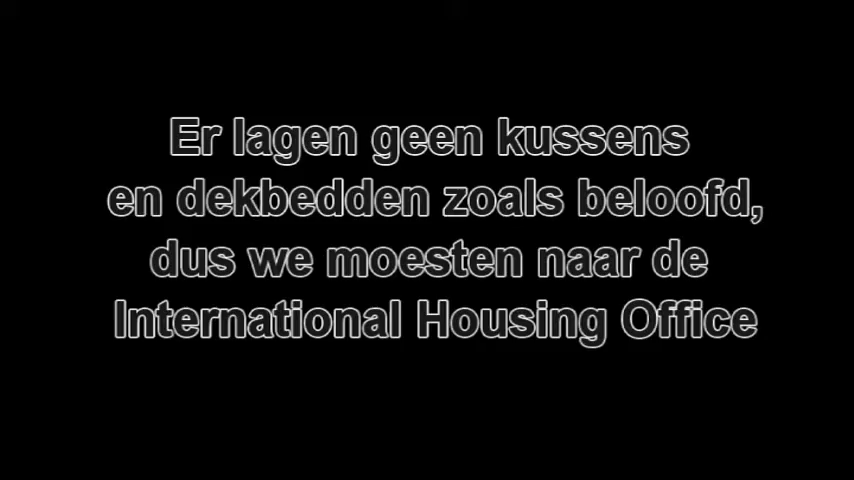 Er lagen geen kussens
en dekbedden zoals beloofd,
dus we moesten naar de
International Housing Office